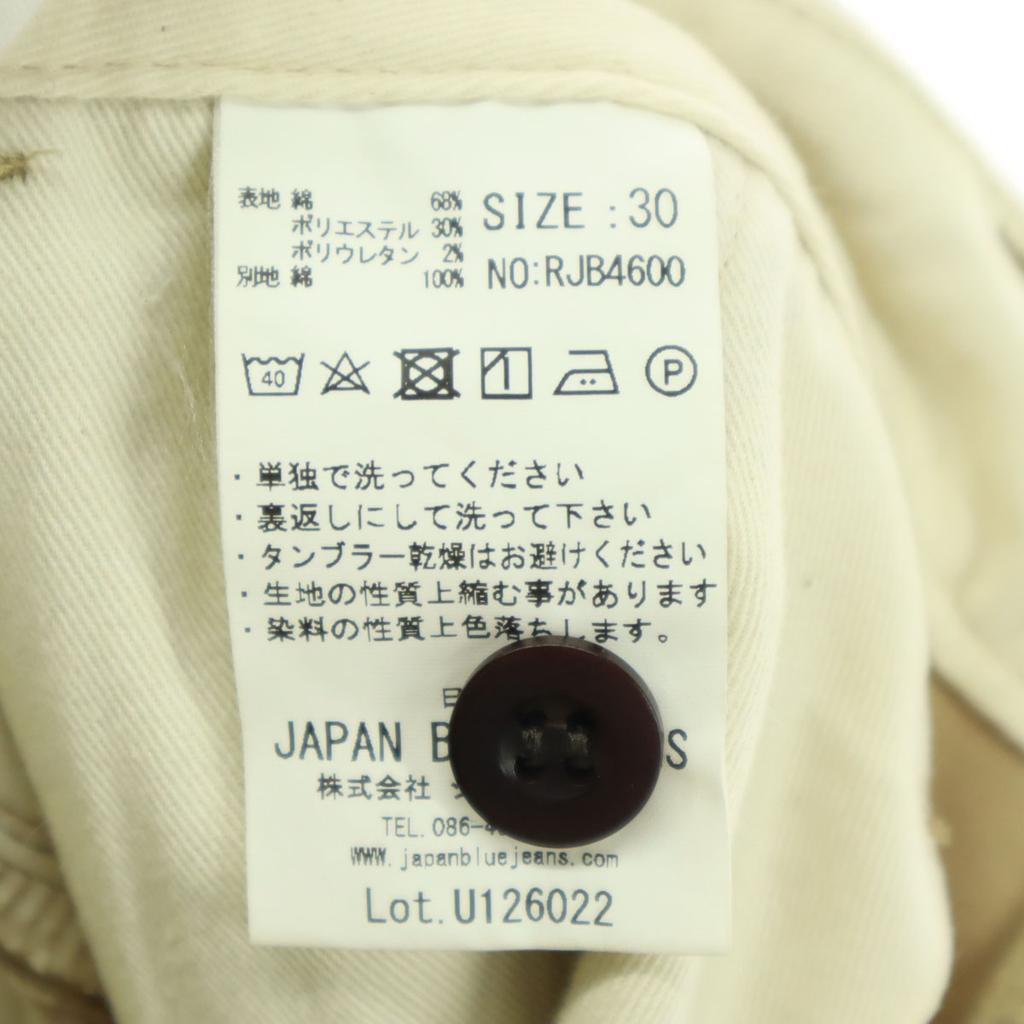 表地 綿 68%
ポリエステル 30%
ポリウレタン 2%
別地 綿 100%
SIZE : 30
NO:RJB4600
40
P
・単独で洗ってください
・裏返しにして洗って下さい
・タンブラー乾燥はお避けください
・生地の性質上縮む事があります
・染料の性質上色落ちします。
JAPAN
株式会社
TEL. 086-4
www.japanbluejeans.com
Lot.U126022